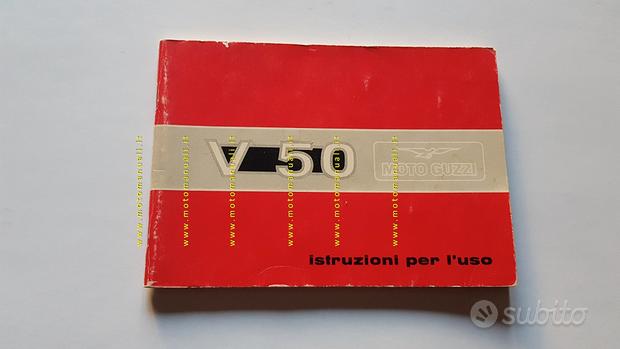 V 50
MOTO GUZZI
istruzioni per l'uso
www.motomanuali.it
www.motomanuali.it
www.motomanuali.it
www.motomanuali.it
www.motomanuali.it
www.motomanuali.it
subito